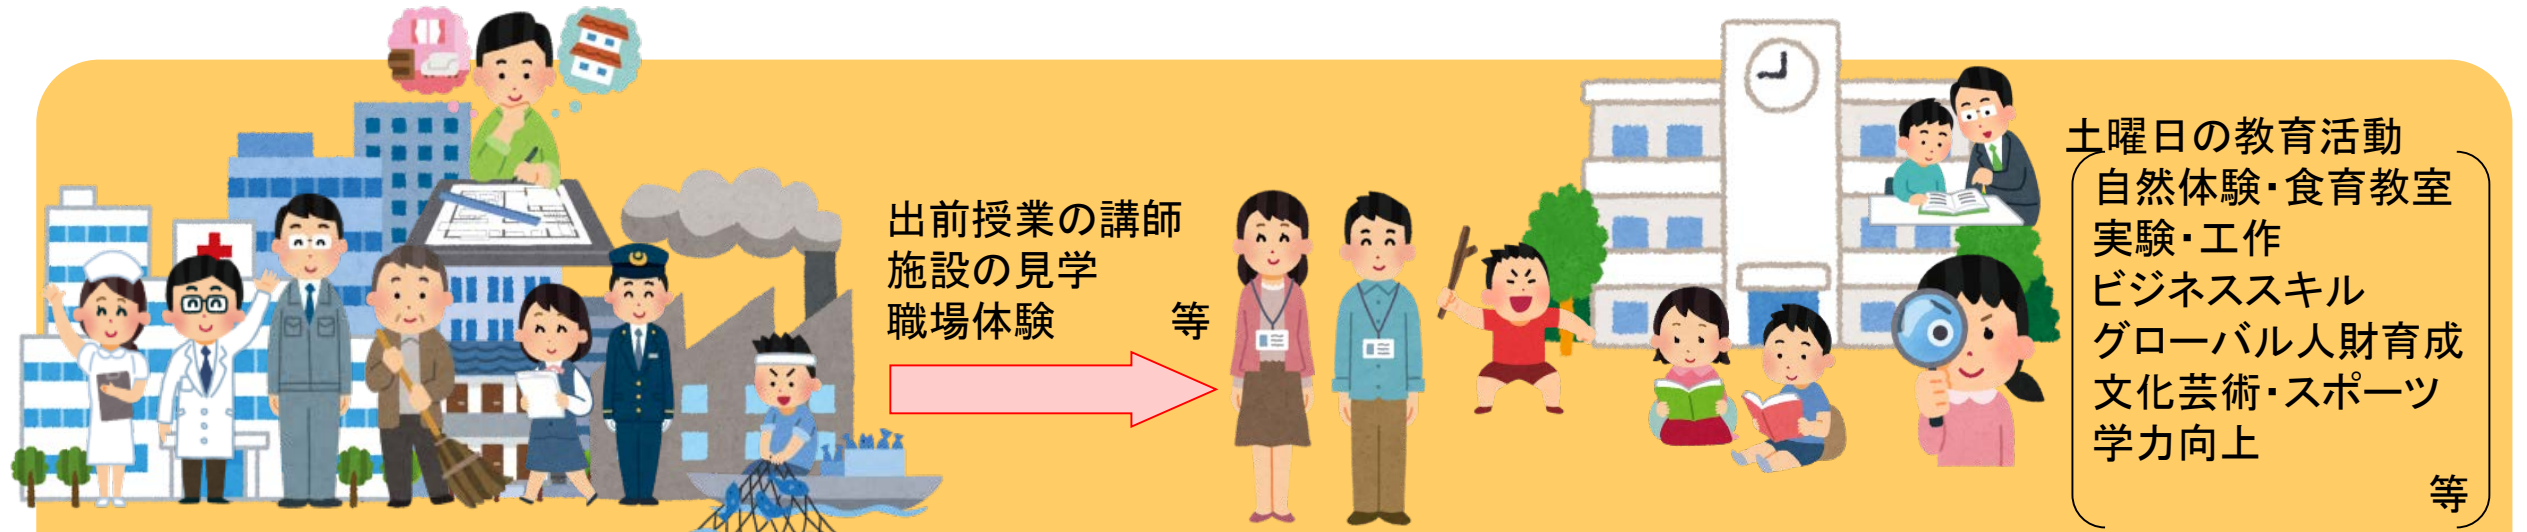 出前授業の講師
施設の見学
職場体験 等
土曜日の教育活動
自然体験・食育教室
実験・工作
ビジネススキル
グローバル人財育成
文化芸術・スポーツ
学力向上
等